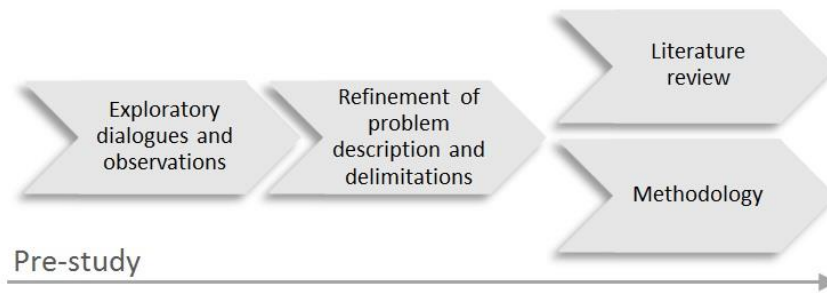 Exploratory
dialogues and
observations
Refinement of
problem
description and
delimitations
Literature
review
Methodology
Pre-study